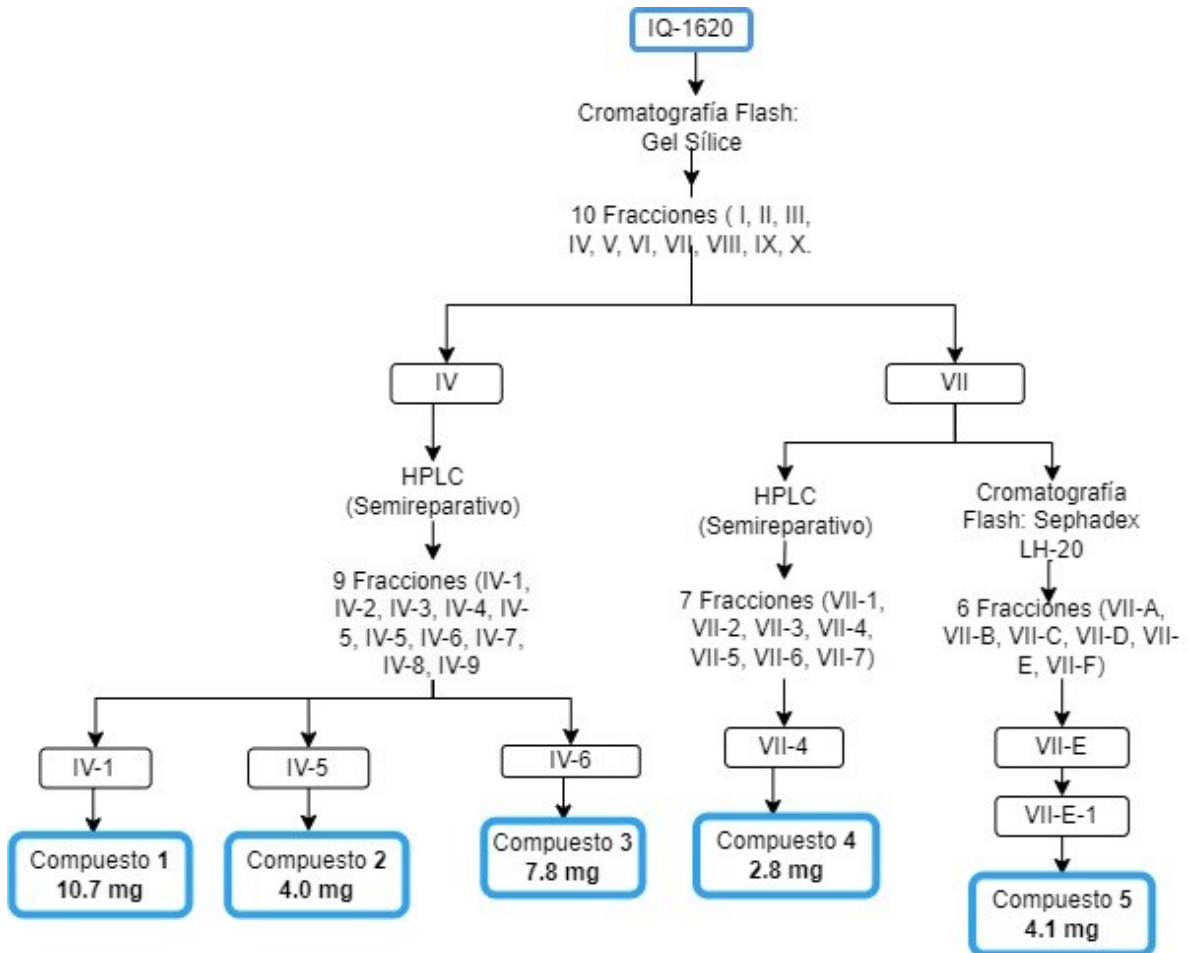 IQ-1620
Cromatografía Flash:
Gel Sílice
10 Fracciones ( I, II, III,
IV, V, VI, VII, VIII, IX, X.
IV
VII
HPLC
(Semireparativo)
9 Fracciones (IV-1,
IV-2, IV-3, IV-4, IV-
5, IV-5, IV-6, IV-7,
IV-8, IV-9
HPLC
(Semireparativo)
7 Fracciones (VII-1,
VII-2, VII-3, VII-4,
VII-5, VII-6, VII-7)
Cromatografía
Flash: Sephadex
LH-20
6 Fracciones (VII-A,
VII-B, VII-C, VII-D, VII-
E, VII-F)
IV-1
IV-5
IV-6
VII-4
VII-E
VII-E-1
Compuesto 1
10.7 mg
Compuesto 2
4.0 mg
Compuesto 3
7.8 mg
Compuesto 4
2.8 mg
Compuesto 5
4.1 mg